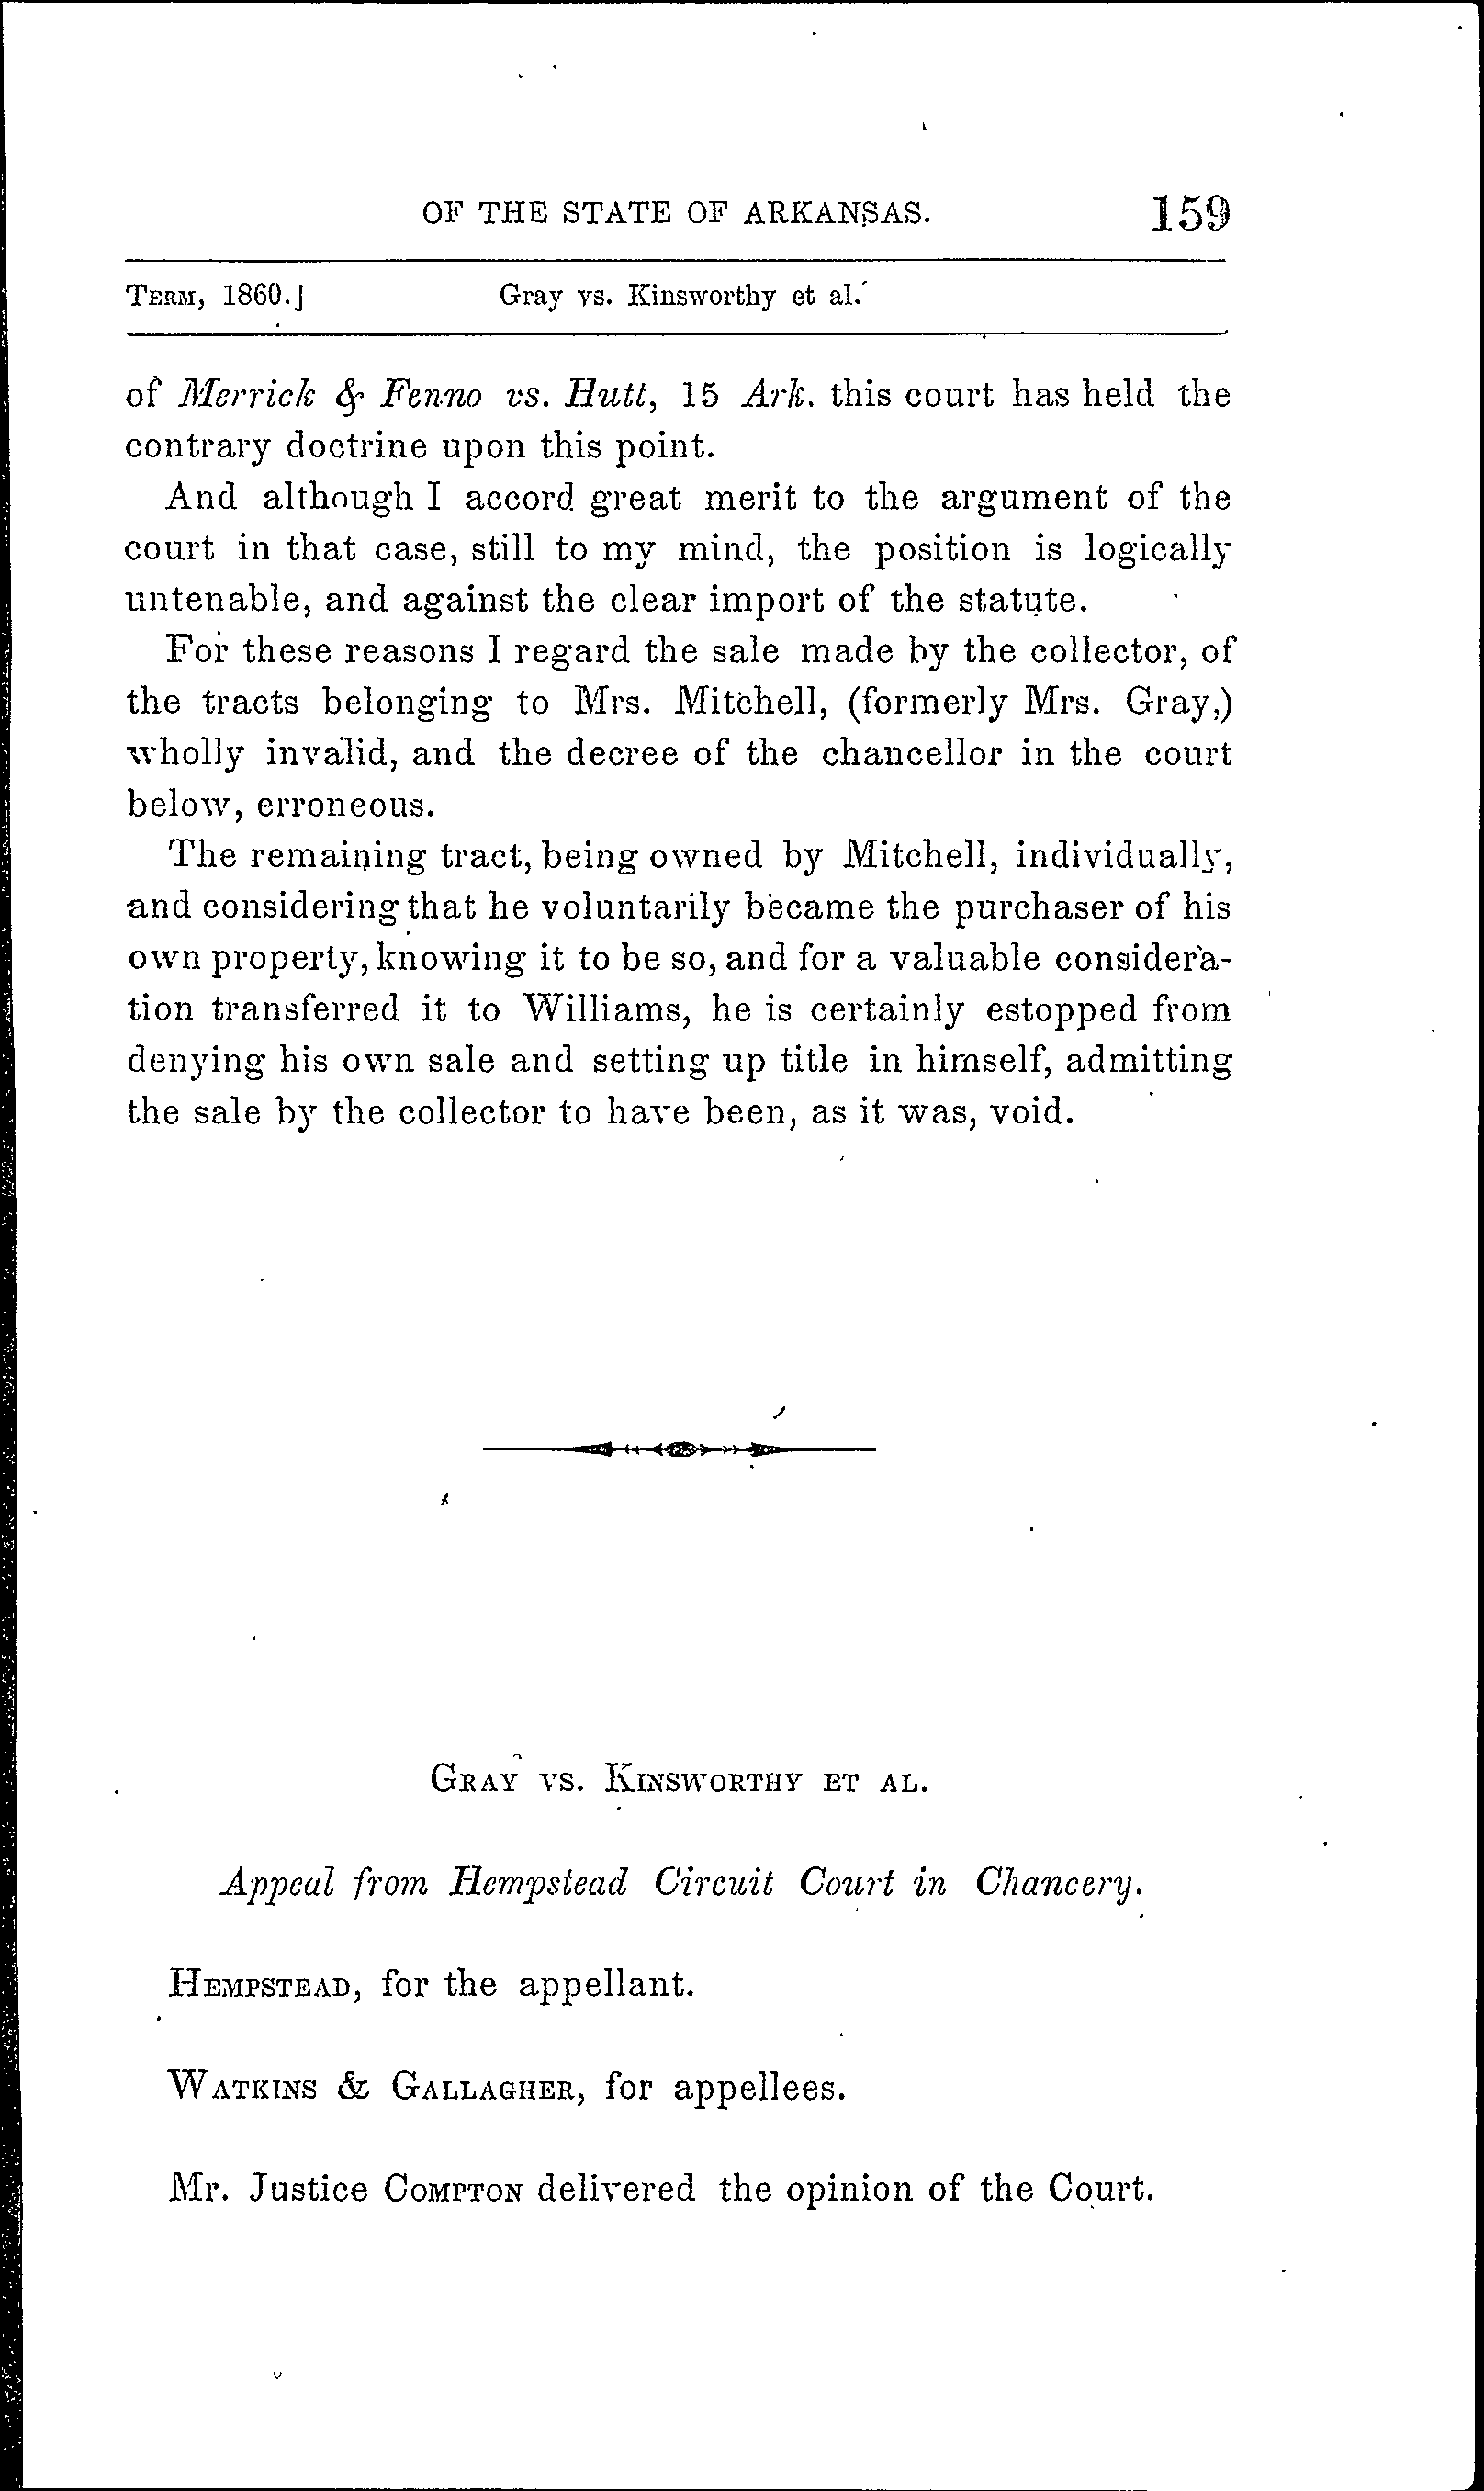 OF THE STATE OF ARKANSAS. 159
TERM, 1860.] Gray vs. Kinsworthy et al.
of Merrick & Fenno vs. Hutt, 15 Ark. this court has held the
contrary doctrine upon this point.
And although I accord great merit to the argument of the
court in that case, still to my mind, the position is logically
untenable, and against the clear import of the statute.
For these reasons I regard the sale made by the collector, of
the tracts belonging to Mrs. Mitchell, (formerly Mrs. Gray,)
wholly invalid, and the decree of the chancellor in the court
below, erroneous.
The remaining tract, being owned by Mitchell, individually,
and considering that he voluntarily became the purchaser of his
own property, knowing it to be so, and for a valuable considera-
tion transferred it to Williams, he is certainly estopped from
denying his own sale and setting up title in himself, admitting
the sale by the collector to have been, as it was, void.
GRAY VS. KINSWORTHY ET AL.
Appeal from Hempstead Circuit Court in Chancery.
HEMPSTEAD, for the appellant.
WATKINS & GALLAGHER, for appellees.
Mr. Justice COMPTON delivered the opinion of the Court.